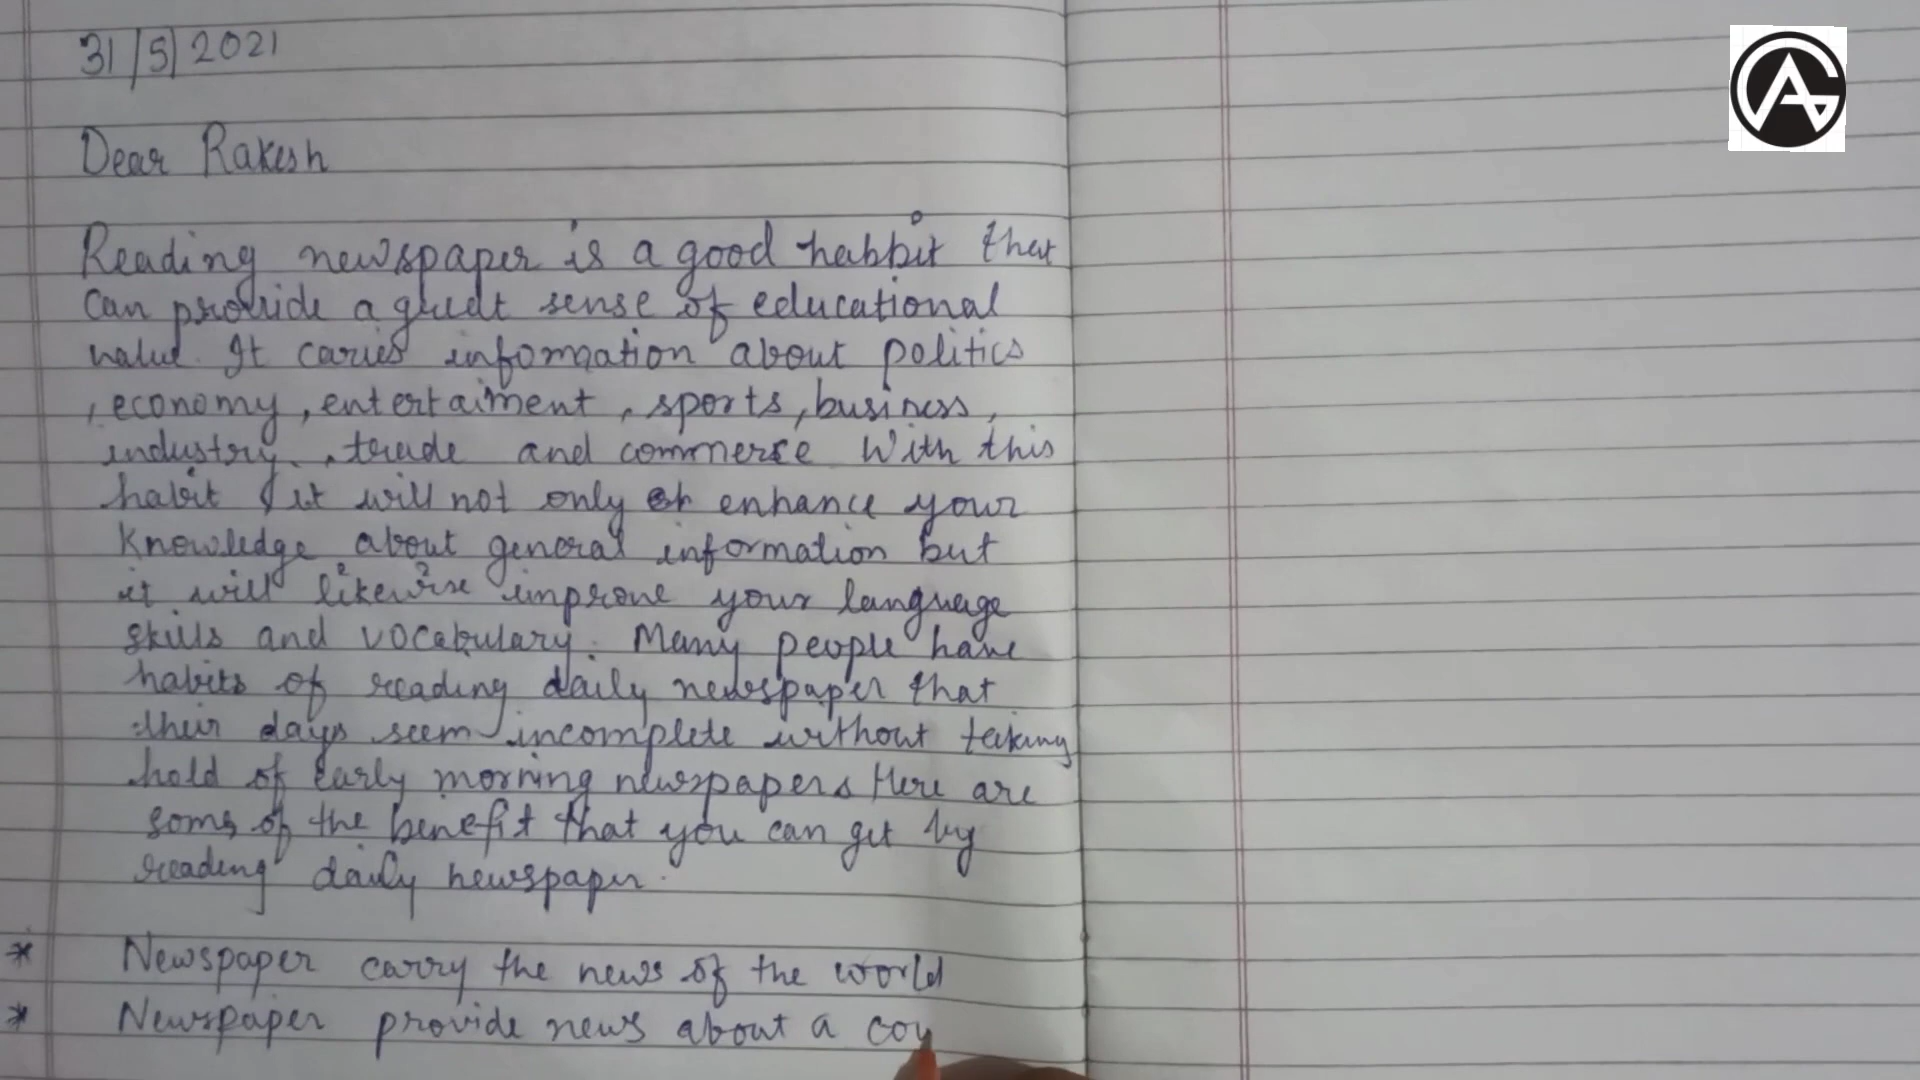 31/5/2021
Dear Rakesh
Reading newspaper is a good habbit that
can provide a great sense of educational
value. It caries infomation about politics
, economy, entertaiment, sports, business,
industry, trade and commerce With this
habit it will not only enhance your
knowledge about general information but
it will likewise improve your language
skills and vocabulary. Many people have
habits of reading daily newspaper that
their days seem incomplete without taking
hold of early morning newspapers Here are
some of the benefit that you can get by
reading daily newspaper.
* Newspaper carry the news of the world
* Newspaper provide news about a cou